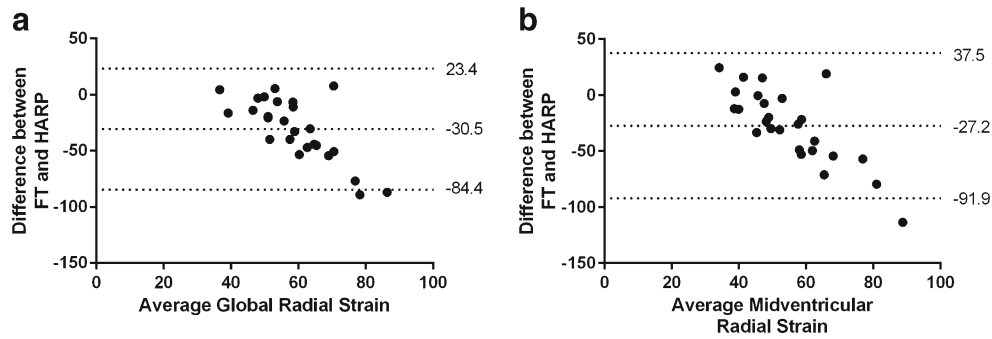 a
50
0
-50
-100
-150
Difference between
FT and HARP
23.4
-30.5
-84.4
0 20 40 60 80 100
Average Global Radial Strain
b
50
0
-50
-100
-150
Difference between
FT and HARP
37.5
-27.2
-91.9
0 20 40 60 80 100
Average Midventricular
Radial Strain